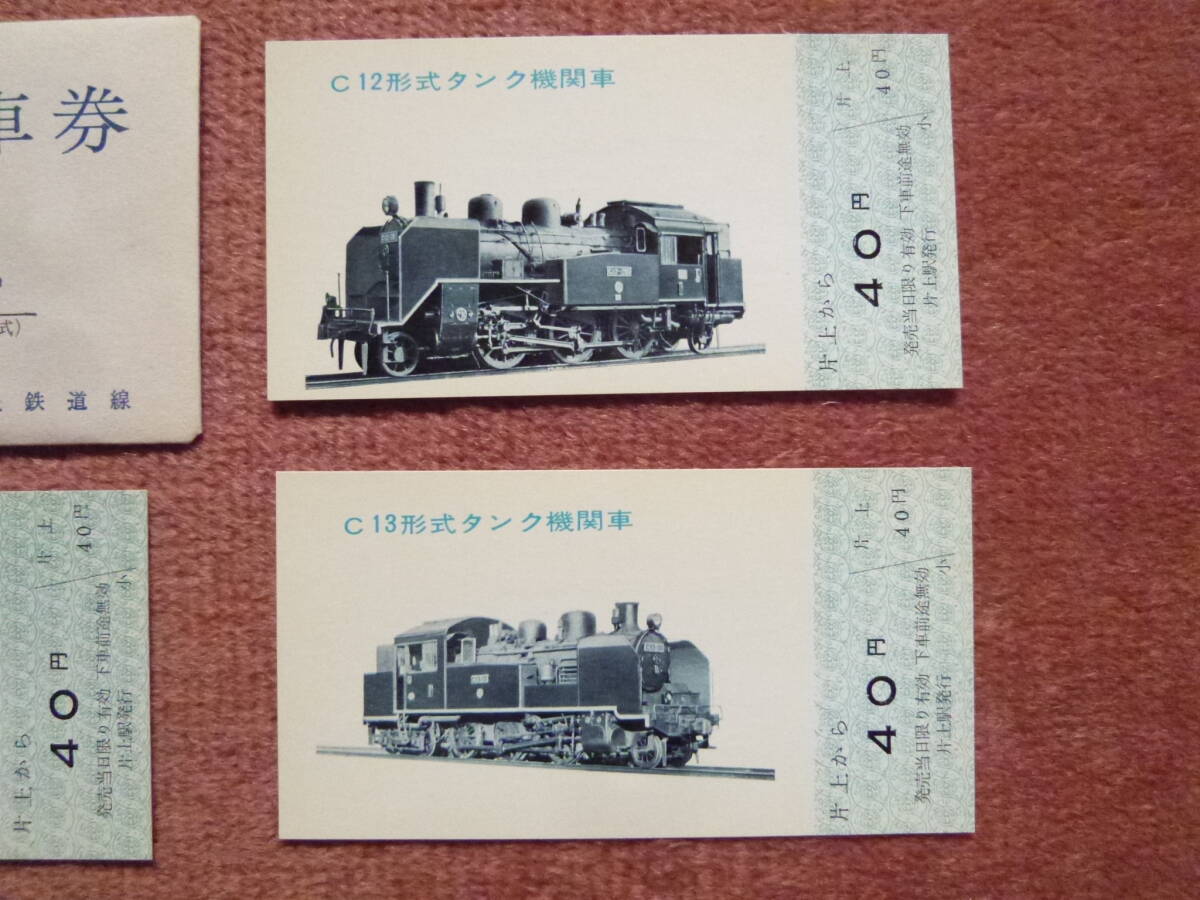 車券
式)
鉄道線
C12形式タンク機関車
片上から
40円
発売当日限り有効 下車前途無効
片上駅発行
片上
40円
小
C13形式タンク機関車
片上から
40円
発売当日限り有効 下車前途無効
片上駅発行
片上
40円
小
片上から
40円
発売当日限り有効 下車前途無効
片上駅発行
片上
40円
小